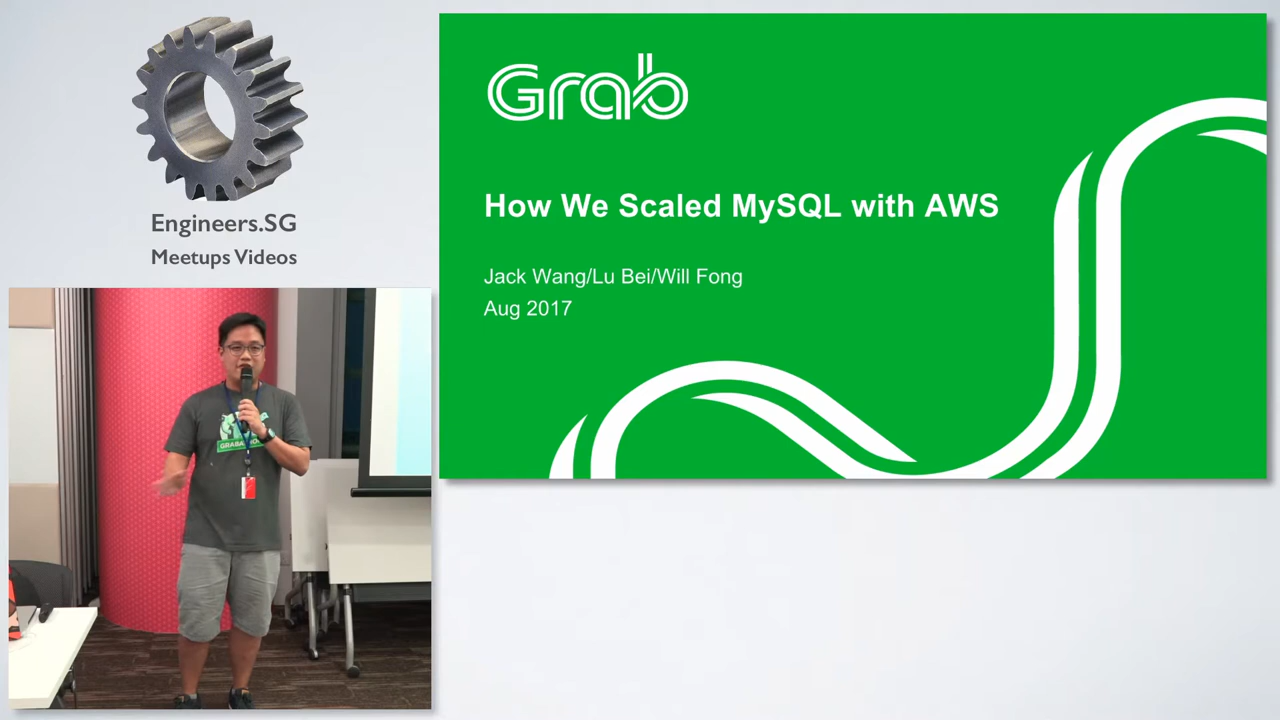 Engineers.SG
Meetups Videos
Grab
How We Scaled MySQL with AWS
Jack Wang/Lu Bei/Will Fong
Aug 2017